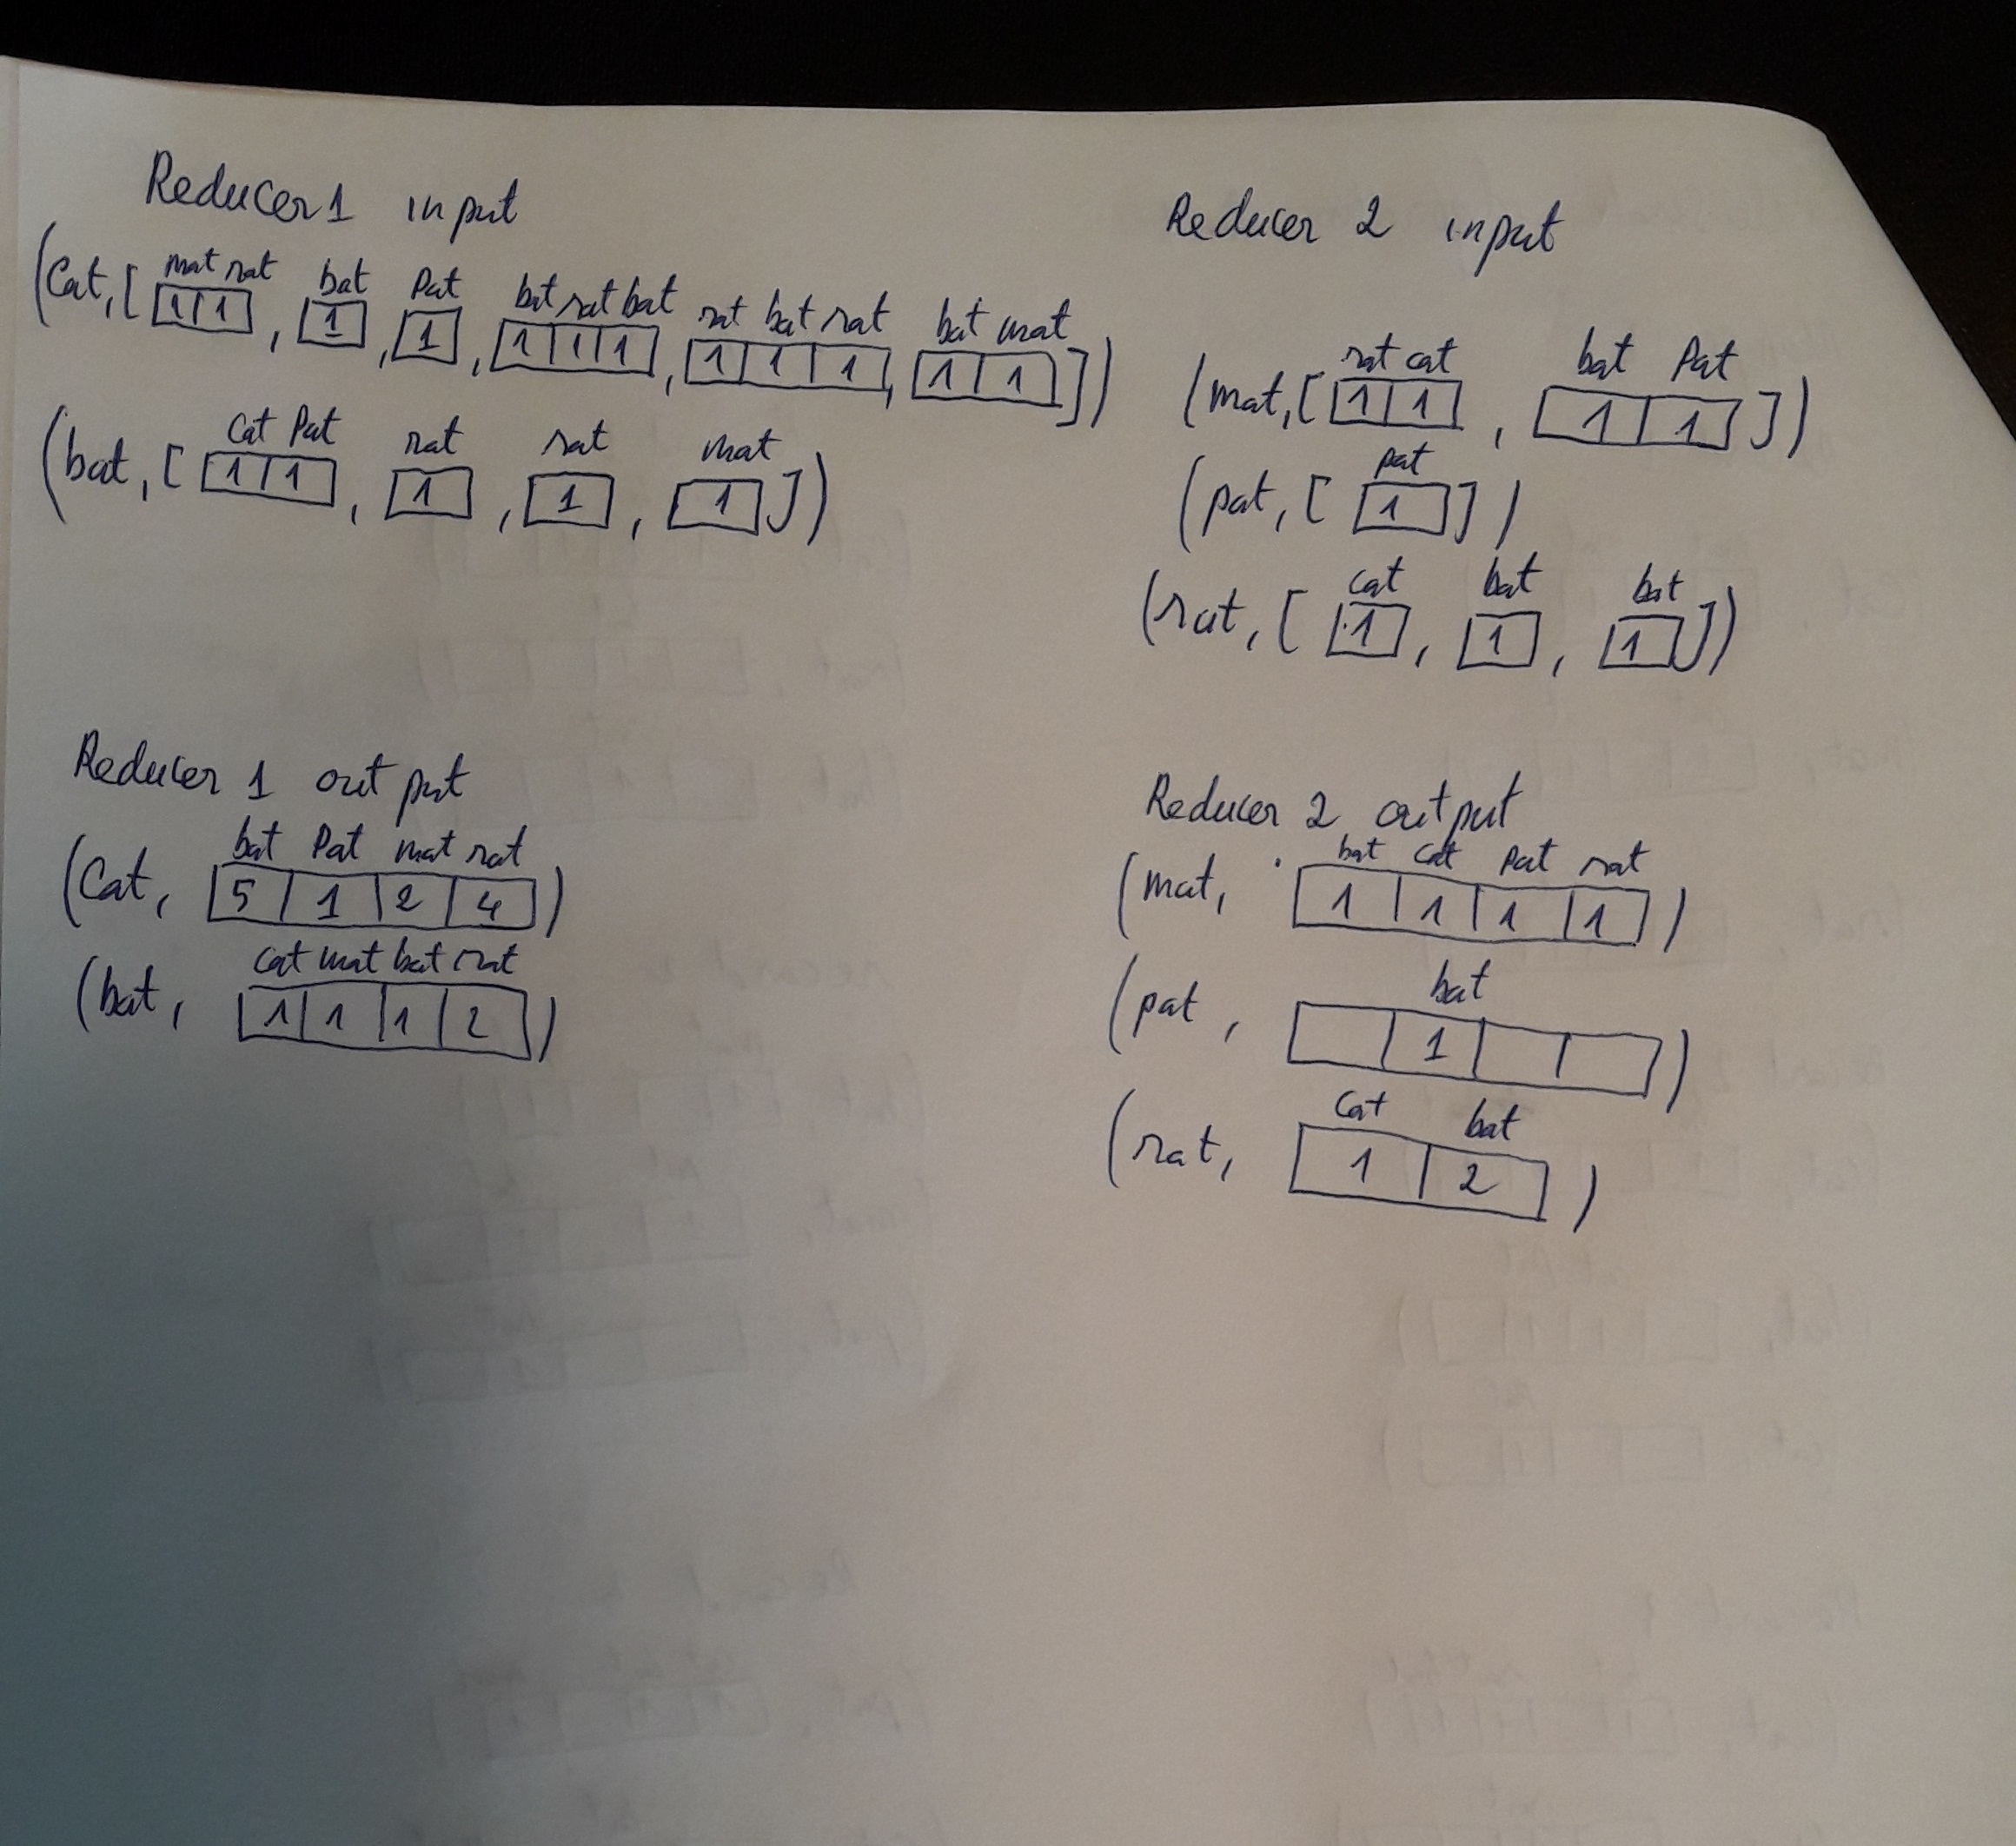 Reducer 1 input
mat rat bat Pat bat rat bat rat bat rat bat mat
(Cat, [ 1 1 , 1 , 1 , 1 1 1 , 1 1 1 , 1 1 ])
cat Pat rat rat mat
(bat, [ 1 1 , 1 , 1 , 1 ])
Reducer 2 input
rat cat bat Pat
(mat, [ 1 1 , 1 1 ])
pat
(pat, [ 1 ])
cat bat bat
(rat, [ 1 , 1 , 1 ])
Reducer 1 output
bat Pat mat rat
(Cat, 5 1 2 4 )
cat mat bat rat
(bat, 1 1 1 2 )
Reducer 2 output
bat cat Pat rat
(mat, 1 1 1 1 )
bat
(pat, 1 )
cat bat
(rat, 1 2 )